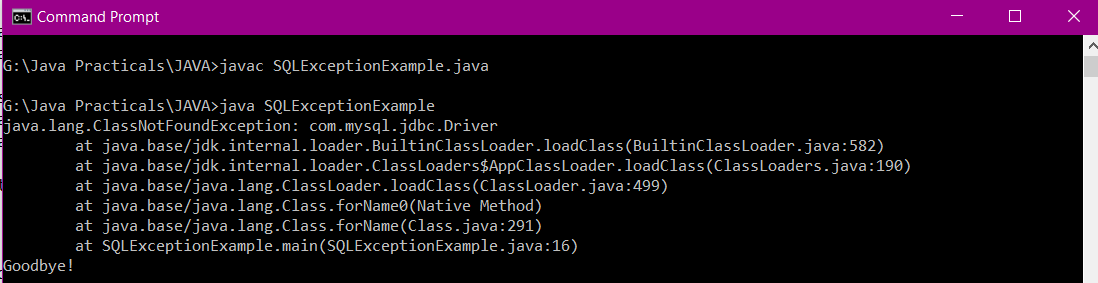 Command Prompt
G:\Java Practicals\JAVA>javac SQLExceptionExample.java
G:\Java Practicals\JAVA>java SQLExceptionExample
java.lang.ClassNotFoundException: com.mysql.jdbc.Driver
at java.base/jdk.internal.loader.BuiltinClassLoader.loadClass(BuiltinClassLoader.java:582)
at java.base/jdk.internal.loader.ClassLoaders$AppClassLoader.loadClass(ClassLoaders.java:190)
at java.base/java.lang.ClassLoader.loadClass(ClassLoader.java:499)
at java.base/java.lang.Class.forName0(Native Method)
at java.base/java.lang.Class.forName(Class.java:291)
at SQLExceptionExample.main(SQLExceptionExample.java:16)
Goodbye!